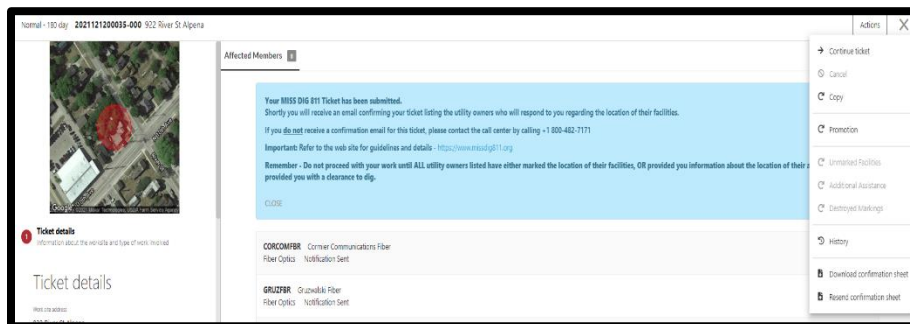 Normal - 180 day 2021121200035-000 922 River St Alpena
Actions X
Affected Members
Continue ticket
Cancel
Copy
Promotion
Unmarked Facilities
Additional Assistance
Destroyed Markings
History
Download confirmation sheet
Resend confirmation sheet
Your MISS DIG 811 Ticket has been submitted.
Shortly you will receive an email confirming your ticket listing the utility owners who will respond to you regarding the location of their facilities.
If you do not receive a confirmation email for this ticket, please contact the call center by calling +1 800-482-7171
Important: Refer to the web site for guidelines and details - https://www.missdig811.org
Remember - Do not proceed with your work until ALL utility owners listed have either marked the location of their facilities, OR provided you information about the location of their
provided you with a clearance to dig.
CLOSE
Google
1 Ticket details
Information about the worksite and type of work involved
Ticket details
Work site address
CORCOMFBR Cormier Communications Fiber
Fiber Optics Notification Sent
GRUZFBR Gruzwalski Fiber
Fiber Optics Notification Sent